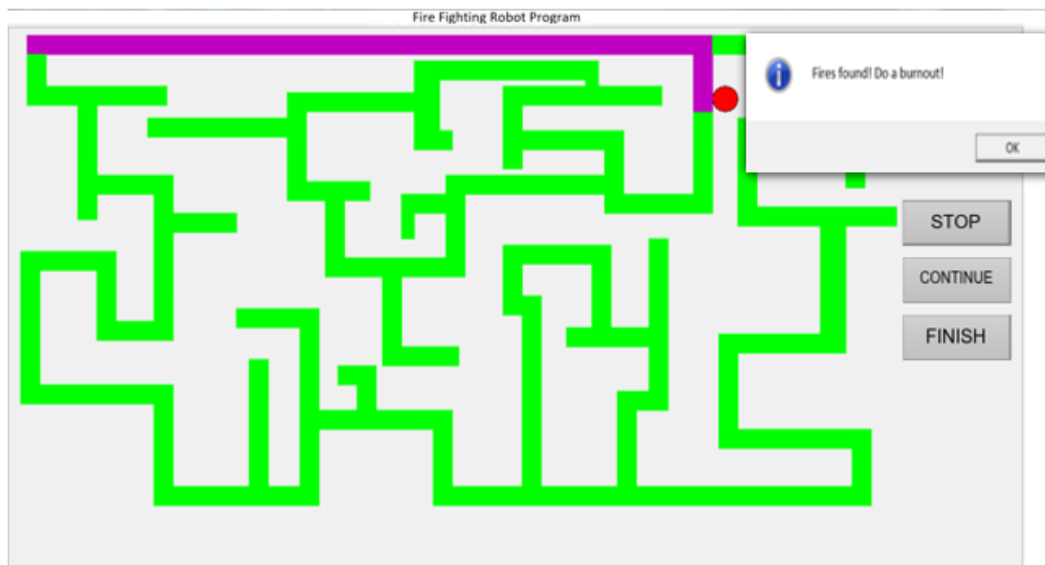 Fire Fighting Robot Program
Fires found! Do a burnout!
OK
STOP
CONTINUE
FINISH